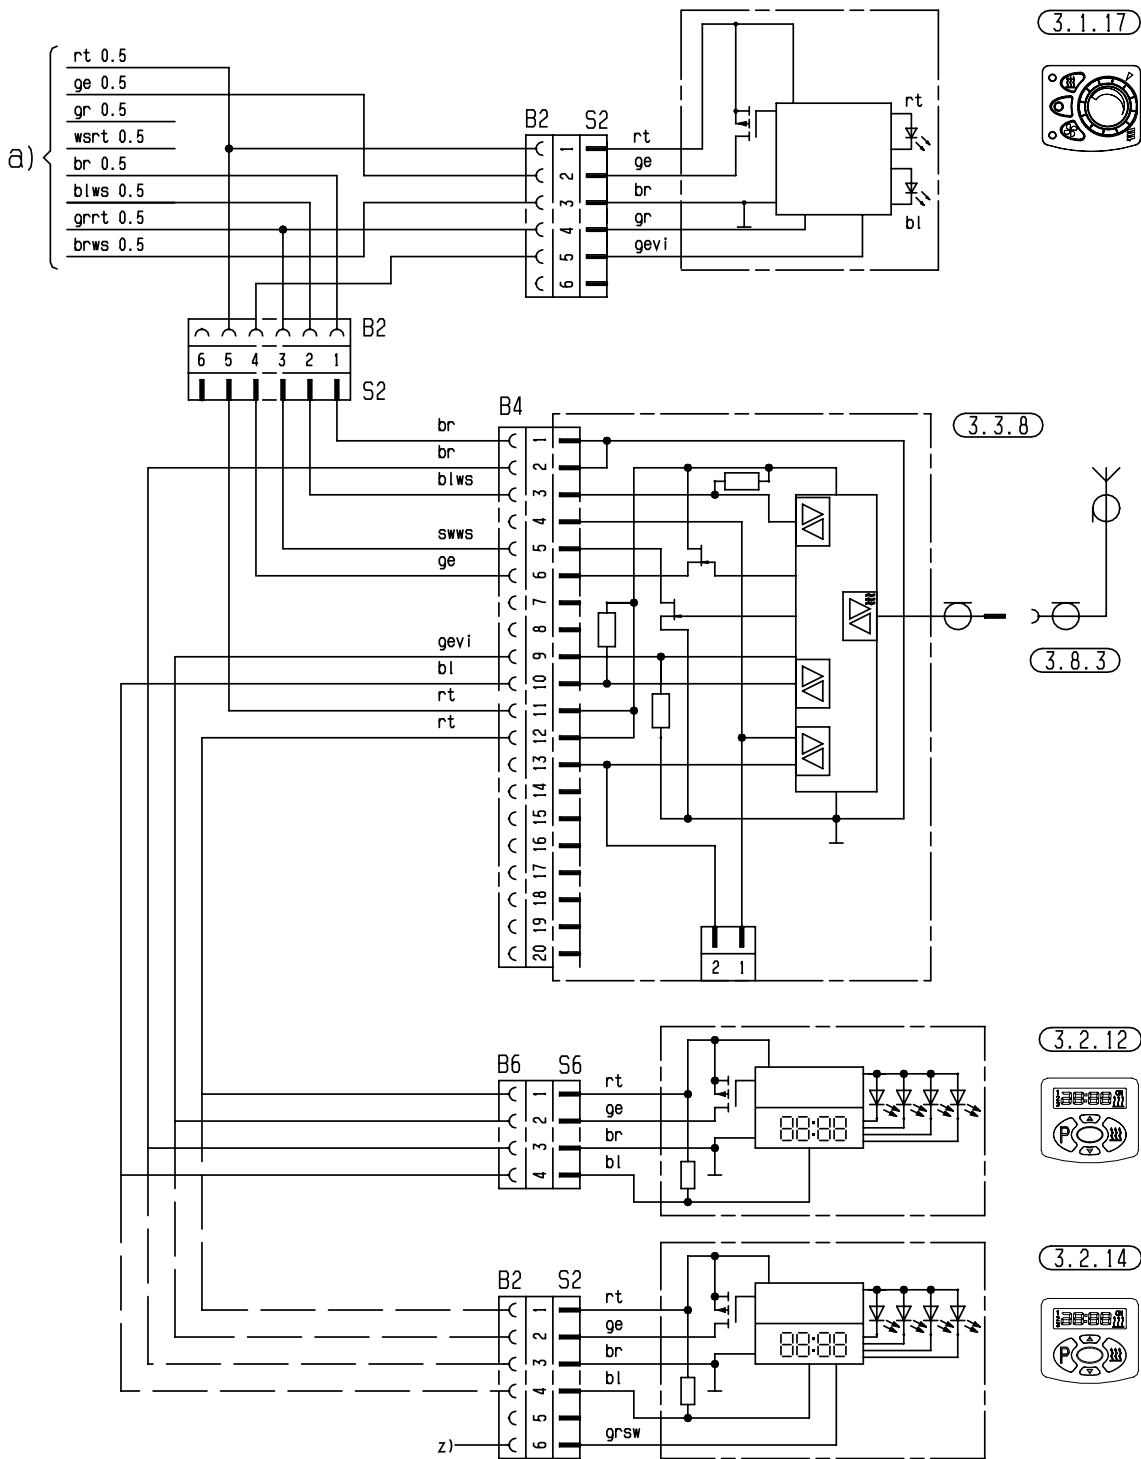 3.1.17
a)
rt 0.5
ge 0.5
gr 0.5
wsrt 0.5
br 0.5
blws 0.5
grrt 0.5
brws 0.5
B2 S2
1 rt
2 ge
3 br
4 gr
5 gevi
6
rt
bl
B2
6 5 4 3 2 1
S2
B4
3.3.8
br 1
br 2
blws 3
4
swws 5
ge 6
7
8
gevi 9
bl 10
rt 11
rt 12
13
14
15
16
17
18
19
20
2 1
3.8.3
3.2.12
B6 S6
1 rt
2 ge
3 br
4 bl
88:88
P
3.2.14
B2 S2
1 rt
2 ge
3 br
4 bl
5
z) 6 grsw
88:88
P